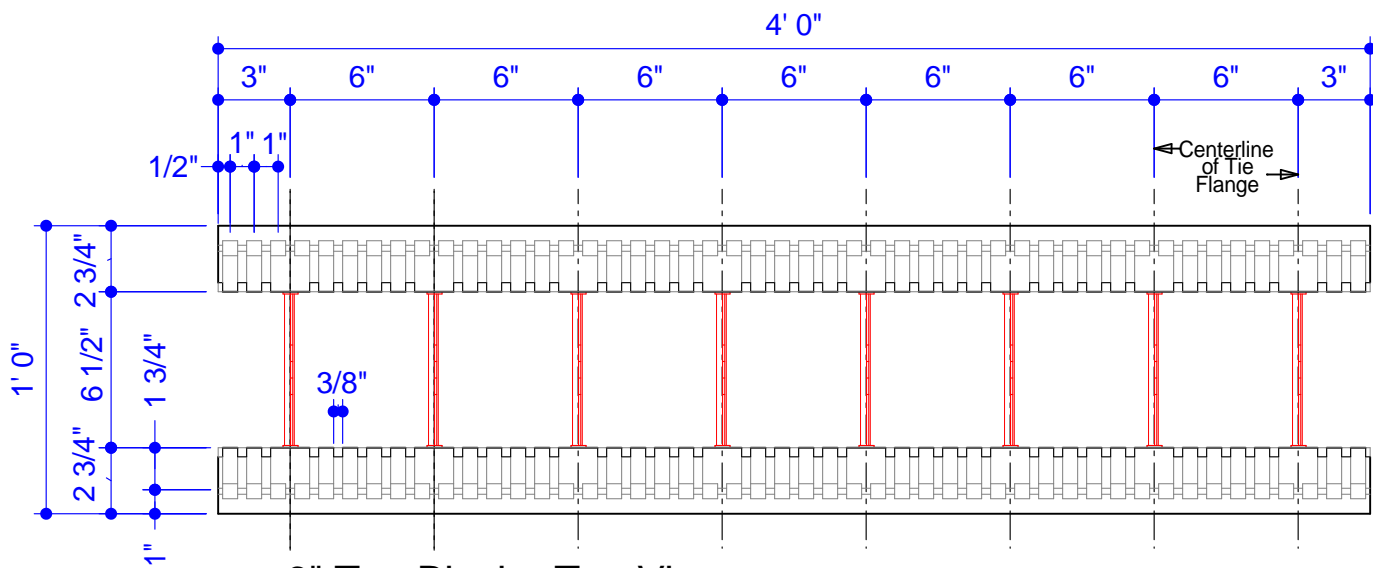 4' 0"
3" 6" 6" 6" 6" 6" 6" 6" 3"
1/2" 1" 1"
Centerline
of Tie
Flange
1' 0"
2 3/4"
6 1/2"
2 3/4"
1 3/4"
1"
3/8"